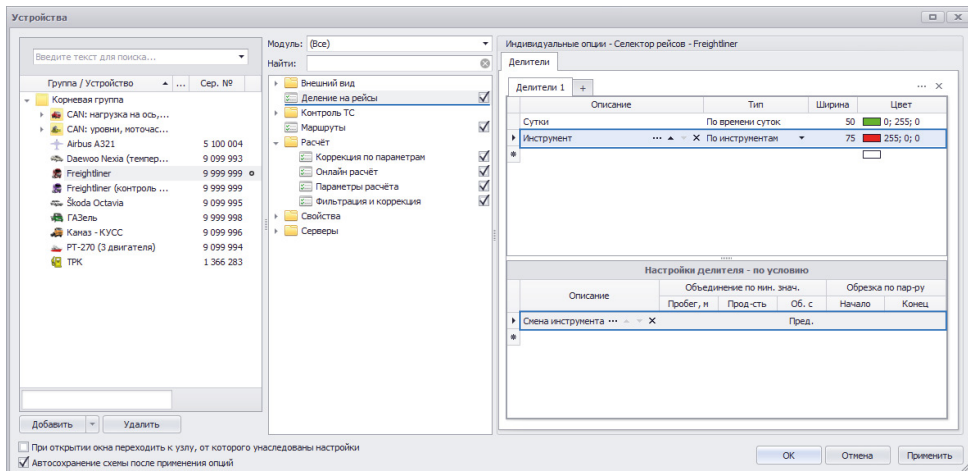 Устройства
Введите текст для поиска...
Группа / Устройство ... Сер. №
Корневая группа
CAN: нагрузка на ось,...
CAN: уровни, моточас...
Airbus A321 5 100 004
Daewoo Nexia (темпер... 9 099 993
Freightliner 9 999 999
Freightliner (контроль ... 9 999 999
Škoda Octavia 9 099 995
ГАЗель 9 999 998
Камаз - КУСС 9 099 996
РТ-270 (3 двигателя) 9 099 994
ТРК 1 366 283
Добавить Удалить
При открытии окна переходить к узлу, от которого унаследованы настройки
Автосохранение схемы после применения опций
Модуль: (Все)
Найти:
Внешний вид
Деление на рейсы
Контроль ТС
Маршруты
Расчёт
Коррекция по параметрам
Онлайн расчёт
Параметры расчёта
Фильтрация и коррекция
Свойства
Серверы
Индивидуальные опции - Селектор рейсов - Freightliner
Делители
Делители 1 + ... ×
Описание Тип Ширина Цвет
Сутки По времени суток 50 0; 255; 0
Инструмент ... По инструментам 75 255; 0; 0
Настройки делителя - по условию
Описание Объединение по мин. знач. Обрезка по пар-ру
Пробег, м Прод-сть Об. с Начало Конец
Смена инструмента ... Пред.
OK Отмена Применить